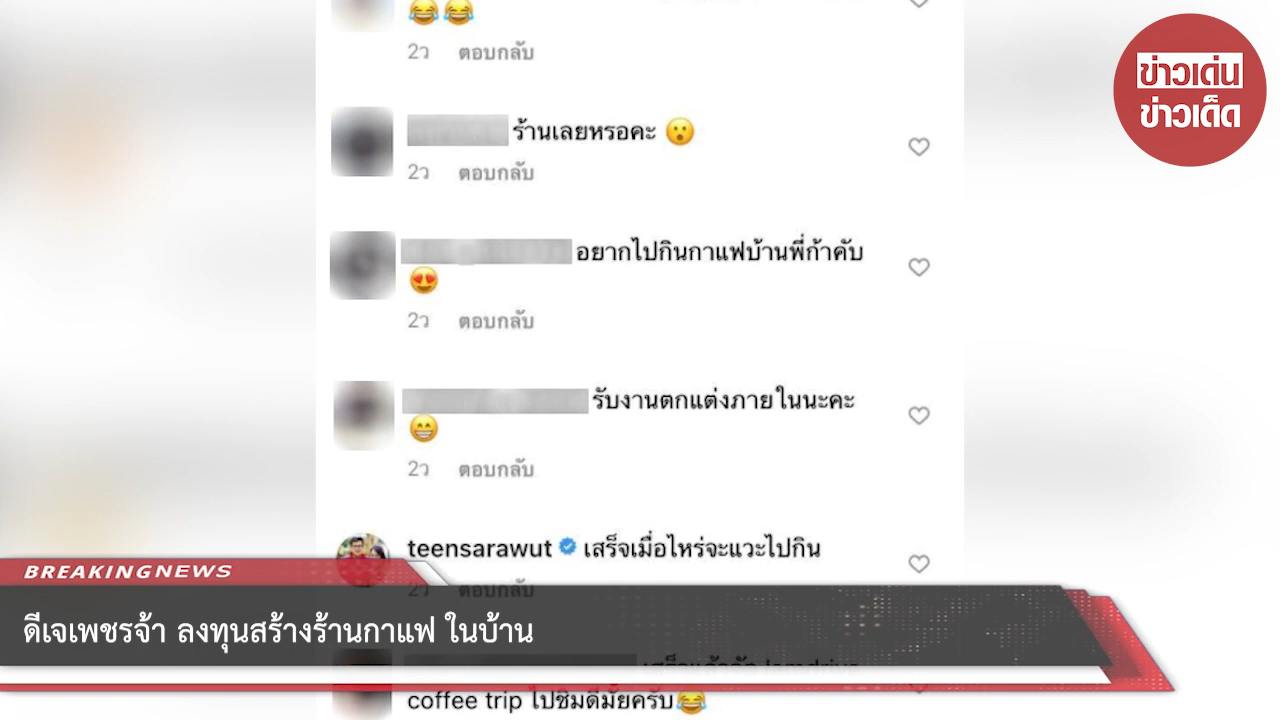 ข่าวเด่น
ข่าวเด็ด
2ว ตอบกลับ
ร้านเลยหรอคะ 😮
2ว ตอบกลับ
อยากไปกินกาแฟบ้านพี่ก้าคับ
😍
2ว ตอบกลับ
รับงานตกแต่งภายในนะคะ
😁
2ว ตอบกลับ
teensarawut เสร็จเมื่อไหร่จะแวะไปกิน
2ว ตอบกลับ
BREAKINGNEWS
ดีเจเพชรจ้า ลงทุนสร้างร้านกาแฟ ในบ้าน
coffee trip ไปชิมดีมั้ยครับ😂